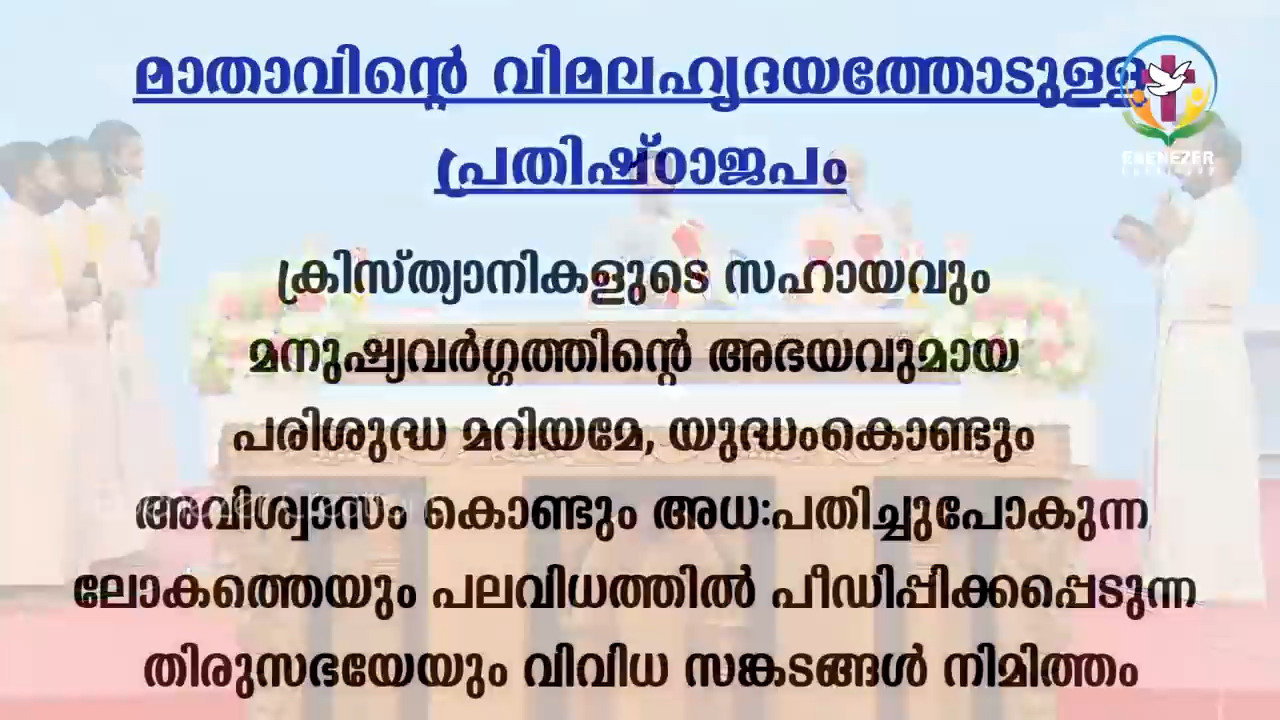 മാതാവിന്റെ വിമലഹൃദയത്തോടുള്ള
പ്രതിഷ്ഠാജപം
EBENEZER
ക്രിസ്ത്യാനികളുടെ സഹായവും
മനുഷ്യവർഗ്ഗത്തിന്റെ അഭയവുമായ
പരിശുദ്ധ മറിയമേ, യുദ്ധംകൊണ്ടും
അവിശ്വാസം കൊണ്ടും അധ:പതിച്ചുപോകുന്ന
ലോകത്തെയും പലവിധത്തിൽ പീഡിപ്പിക്കപ്പെടുന്ന
തിരുസഭയേയും വിവിധ സങ്കടങ്ങൾ നിമിത്തം